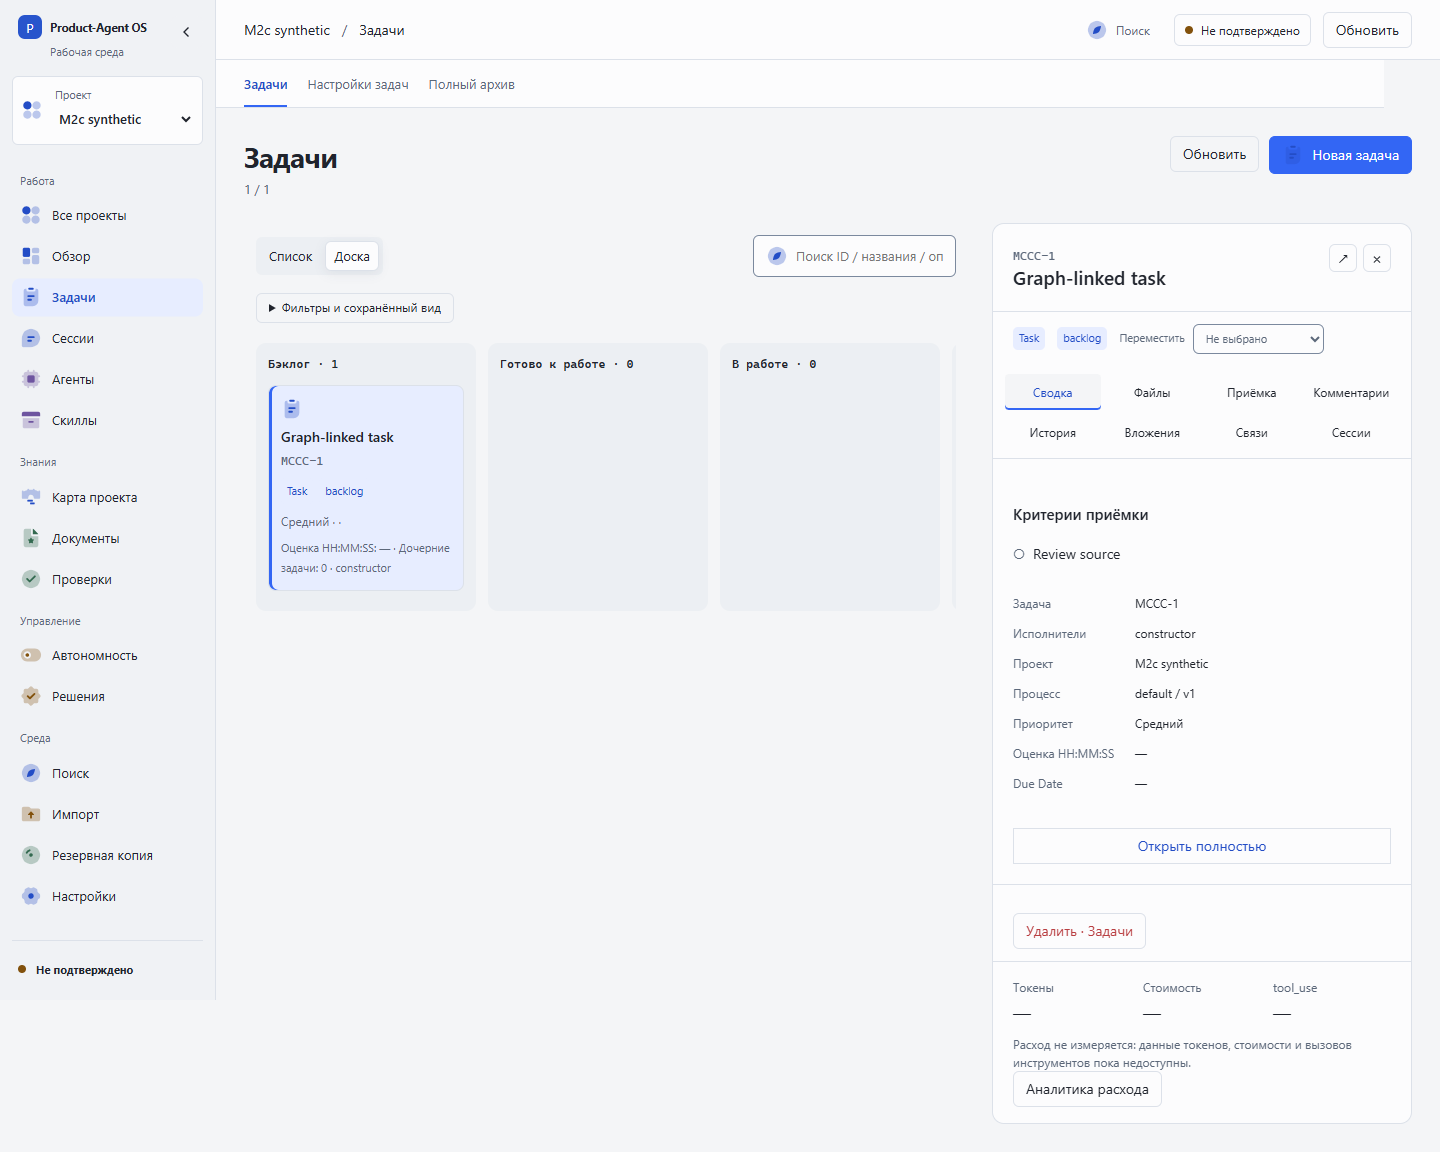 P Product-Agent OS
Рабочая среда
Проект
M2c synthetic
Работа
Все проекты
Обзор
Задачи
Сессии
Агенты
Скиллы
Знания
Карта проекта
Документы
Проверки
Управление
Автономность
Решения
Среда
Поиск
Импорт
Резервная копия
Настройки
Не подтверждено
M2c synthetic / Задачи
Поиск
Не подтверждено
Обновить
Задачи Настройки задач Полный архив
Задачи
1 / 1
Обновить
Новая задача
Список Доска
Поиск ID / названия / оп
Фильтры и сохранённый вид
Бэклог · 1
Graph-linked task
MCCC-1
Task backlog
Средний · ·
Оценка HH:MM:SS: — · Дочерние
задачи: 0 · constructor
Готово к работе · 0
В работе · 0
MCCC-1
Graph-linked task
Task backlog Переместить Не выбрано
Сводка Файлы Приёмка Комментарии
История Вложения Связи Сессии
Критерии приёмки
Review source
Задача MCCC-1
Исполнители constructor
Проект M2c synthetic
Процесс default / v1
Приоритет Средний
Оценка HH:MM:SS —
Due Date —
Открыть полностью
Удалить · Задачи
Токены Стоимость tool_use
— — —
Расход не измеряется: данные токенов, стоимости и вызовов
инструментов пока недоступны.
Аналитика расхода